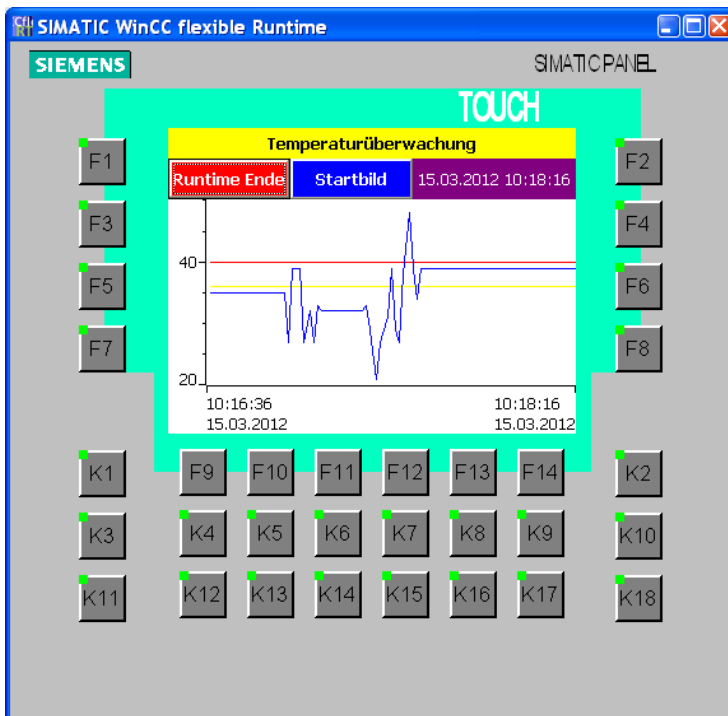 Cfl RT SIMATIC WinCC flexible Runtime
SIEMENS SIMATIC PANEL
TOUCH
F1 Temperaturüberwachung F2
Runtime Ende Startbild 15.03.2012 10:18:16
F3 F4
40
F5 F6
F7 F8
20
10:16:36 10:18:16
15.03.2012 15.03.2012
K1 F9 F10 F11 F12 F13 F14 K2
K3 K4 K5 K6 K7 K8 K9 K10
K11 K12 K13 K14 K15 K16 K17 K18